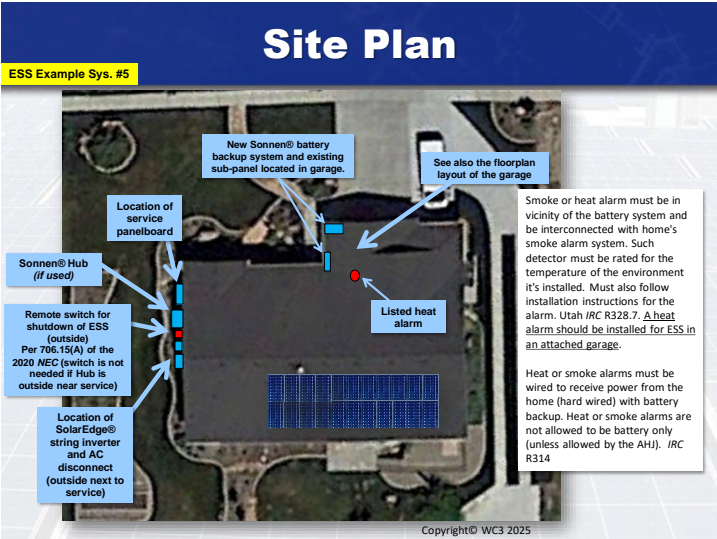 Site Plan
ESS Example Sys. #5
New Sonnen® battery
backup system and existing
sub-panel located in garage.
See also the floorplan
layout of the garage
Location of
service
panelboard
Sonnen® Hub
(if used)
Remote switch for
shutdown of ESS
(outside)
Per 706.15(A) of the
2020 NEC (switch is not
needed if Hub is
outside near service)
Location of
SolarEdge®
string inverter
and AC
disconnect
(outside next to
service)
Listed heat
alarm
Smoke or heat alarm must be in
vicinity of the battery system and
be interconnected with home's
smoke alarm system. Such
detector must be rated for the
temperature of the environment
it's installed. Must also follow
installation instructions for the
alarm. Utah IRC R328.7. A heat
alarm should be installed for ESS in
an attached garage.
Heat or smoke alarms must be
wired to receive power from the
home (hard wired) with battery
backup. Heat or smoke alarms are
not allowed to be battery only
(unless allowed by the AHJ). IRC
R314
Copyright© WC3 2025